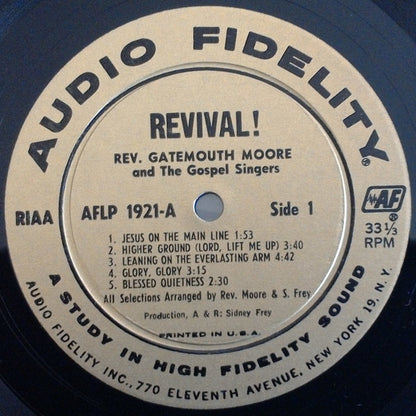 AUDIO FIDELITY®
REVIVAL!
REV. GATEMOUTH MOORE
and The Gospel Singers
RIAA
AFLP 1921-A
Side 1
AF
®
33 1/3
RPM
1. JESUS ON THE MAIN LINE 1:53
2. HIGHER GROUND (LORD, LIFT ME UP) 3:40
3. LEANING ON THE EVERLASTING ARM 4:42
4. GLORY, GLORY 3:15
5. BLESSED QUIETNESS 2:30
All Selections Arranged by Rev. Moore & S. Frey
Production, A & R: Sidney Frey
PRINTED IN U.S.A.
A STUDY IN HIGH FIDELITY SOUND
AUDIO FIDELITY INC., 770 ELEVENTH AVENUE, NEW YORK 19, N.Y.